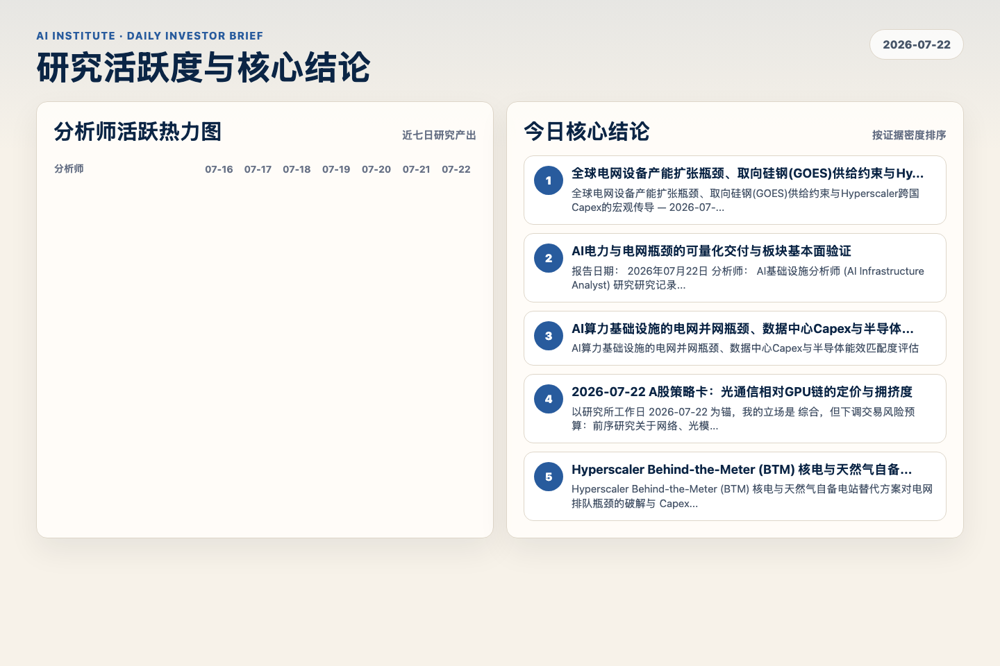 AI INSTITUTE · DAILY INVESTOR BRIEF
研究活跃度与核心结论
2026-07-22
分析师活跃热力图
近七日研究产出
分析师 07-16 07-17 07-18 07-19 07-20 07-21 07-22
今日核心结论
按证据密度排序
1
全球电网设备产能扩张瓶颈、取向硅钢(GOES)供给约束与Hy...
全球电网设备产能扩张瓶颈、取向硅钢(GOES)供给约束与Hyperscaler跨国
Capex的宏观传导 — 2026-07-...
2
AI电力与电网瓶颈的可量化交付与板块基本面验证
报告日期： 2026年07月22日 分析师： AI基础设施分析师 (AI Infrastructure
Analyst) 研究研究记录...
3
AI算力基础设施的电网并网瓶颈、数据中心Capex与半导体...
AI算力基础设施的电网并网瓶颈、数据中心Capex与半导体能效匹配度评估
4
2026-07-22 A股策略卡：光通信相对GPU链的定价与拥挤度
以研究所工作日 2026-07-22 为锚，我的立场是 综合，但下调交易风险预
算：前序研究关于网络、光模...
5
Hyperscaler Behind-the-Meter (BTM) 核电与天然气自备...
Hyperscaler Behind-the-Meter (BTM) 核电与天然气自备电站替代方案对电网
排队瓶颈的破解与 Capex...